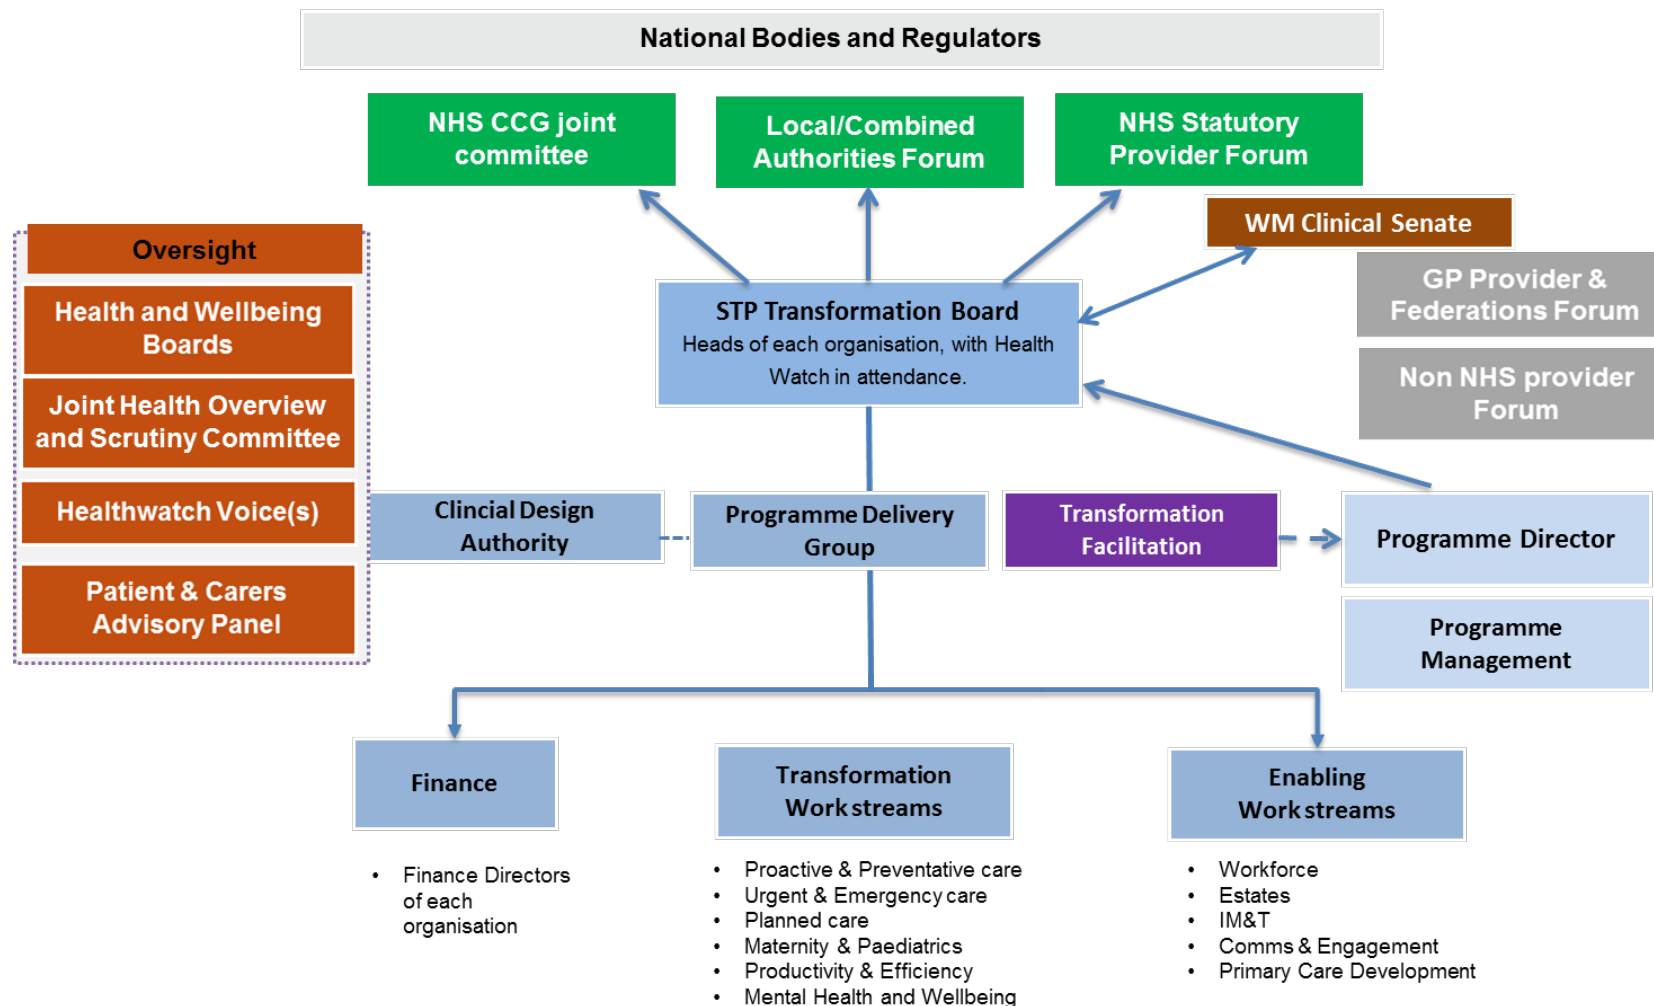 National Bodies and Regulators
NHS CCG joint
committee
Local/Combined
Authorities Forum
NHS Statutory
Provider Forum
WM Clinical Senate
GP Provider &
Federations Forum
Non NHS provider
Forum
Oversight
Health and Wellbeing
Boards
Joint Health Overview
and Scrutiny Committee
Healthwatch Voice(s)
Patient & Carers
Advisory Panel
STP Transformation Board
Heads of each organisation, with Health
Watch in attendance.
Clincial Design
Authority
Programme Delivery
Group
Transformation
Facilitation
Programme Director
Programme
Management
Finance
• Finance Directors
of each
organisation
Transformation
Work streams
• Proactive & Preventative care
• Urgent & Emergency care
• Planned care
• Maternity & Paediatrics
• Productivity & Efficiency
• Mental Health and Wellbeing
Enabling
Work streams
• Workforce
• Estates
• IM&T
• Comms & Engagement
• Primary Care Development